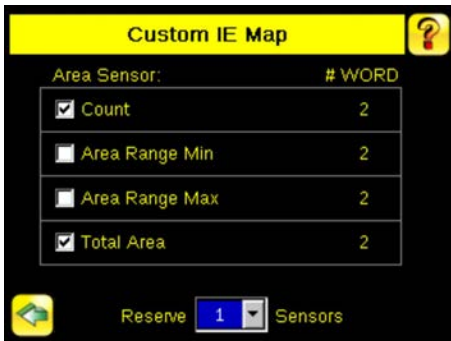 Custom IE Map
?
Area Sensor: # WORD
Count 2
Area Range Min 2
Area Range Max 2
Total Area 2
Reserve 1 Sensors